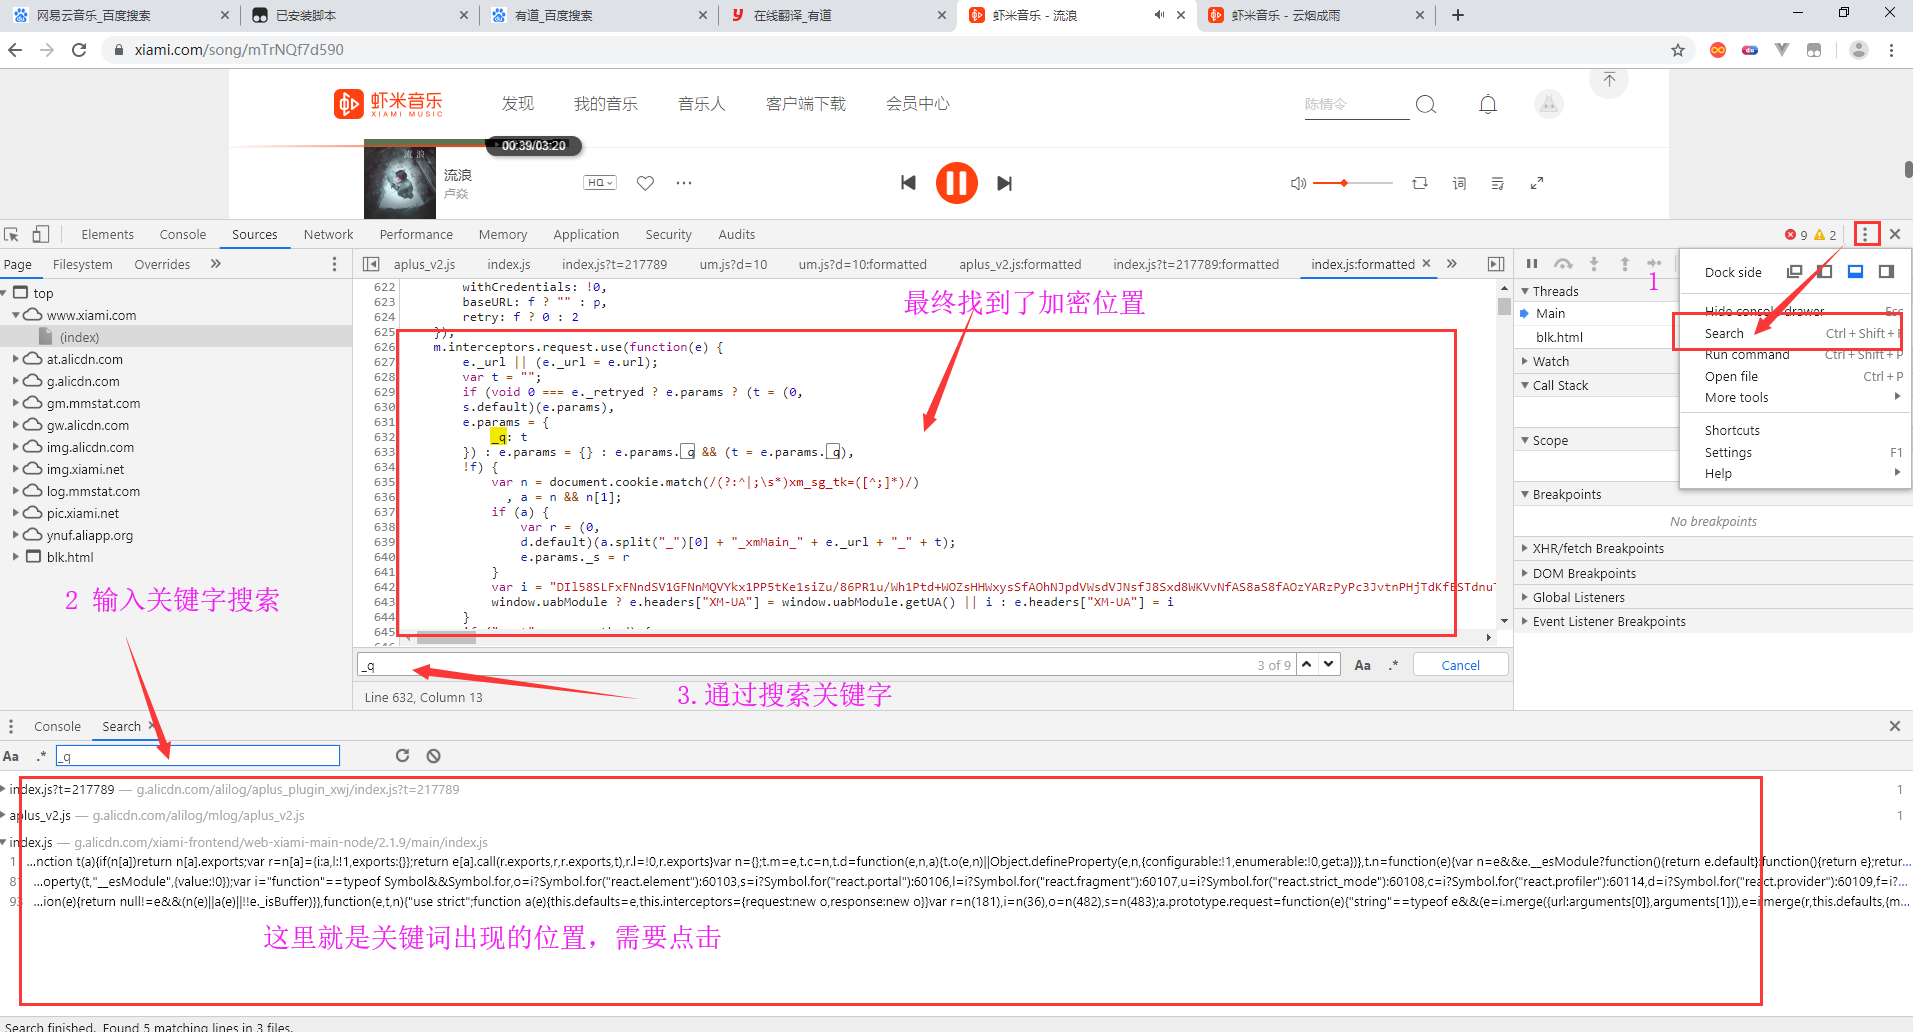 网易云音乐_百度搜索
已安装脚本
有道_百度搜索
在线翻译_有道
虾米音乐 - 流浪
虾米音乐 - 云烟成雨
xiami.com/song/mTrNQf7d590
虾米音乐
XIAMI MUSIC
发现
我的音乐
音乐人
客户端下载
会员中心
陈情令
00:39/03:20
流浪
流浪
卢焱
HQ
词
Elements
Console
Sources
Network
Performance
Memory
Application
Security
Audits
9
2
Page
Filesystem
Overrides
aplus_v2.js
index.js
index.js?t=217789
um.js?d=10
um.js?d=10:formatted
aplus_v2.js:formatted
index.js?t=217789:formatted
index.js:formatted
top
www.xiami.com
(index)
at.alicdn.com
g.alicdn.com
gm.mmstat.com
gw.alicdn.com
img.alicdn.com
img.xiami.net
log.mmstat.com
pic.xiami.net
ynuf.aliapp.org
blk.html
622 withCredentials: !0,
623 baseURL: f ? "" : p,
624 retry: f ? 0 : 2
625 });
626 m.interceptors.request.use(function(e) {
627 e._url || (e._url = e.url);
628 var t = "";
629 if (void 0 === e._retryed ? e.params ? (t = (0,
630 s.default)(e.params),
631 e.params = {
632 _q: t
633 }) : e.params = {} : e.params._q && (t = e.params._q),
634 !f) {
635 var n = document.cookie.match(/(?:^|;\s*)xm_sg_tk=([^;]*)/)
636 , a = n && n[1];
637 if (a) {
638 var r = (0,
639 d.default)(a.split("_")[0] + "_xmMain_" + e._url + "_" + t);
640 e.params._s = r
641 }
642 var i =
643 window.uabModule ? e.headers["XM-UA"] = window.uabModule.getUA() || i : e.headers["XM-UA"] = i
644 }
645
最终找到了加密位置
_q
3 of 9
Aa
.*
Cancel
Line 632, Column 13
3.通过搜索关键字
2 输入关键字搜索
1
Threads
Main
blk.html
Watch
Call Stack
Scope
Breakpoints
No breakpoints
XHR/fetch Breakpoints
DOM Breakpoints
Global Listeners
Event Listener Breakpoints
Dock side
Hide console drawer Esc
Search Ctrl + Shift +
Run command Ctrl + Shift + P
Open file Ctrl + P
More tools
Shortcuts
Settings F1
Help
Console
Search
Aa
.*
_q
index.js?t=217789 — g.alicdn.com/alilog/aplus_plugin_xwj/index.js?t=217789 1
aplus_v2.js — g.alicdn.com/alilog/mlog/aplus_v2.js 1
index.js — g.alicdn.com/xiami-frontend/web-xiami-main-node/2.1.9/main/index.js
1 ...nction t(a){if(n[a])return n[a].exports;var r=n[a]={i:a,l:!1,exports:{}};return e[a].call(r.exports,r,r.exports,t),r.l=!0,r.exports}var n={};t.m=e,t.c=n,t.d=function(e,n,a){t.o(e,n)||Object.defineProperty(e,n,{configurable:!1,enumerable:!0,get:a})},t.n=function(e){var n=e&&e.__esModule?function(){return e.default}:function(){return e};retur...
81 ...operty(t,"__esModule",{value:!0});var i="function"==typeof Symbol&&Symbol.for,o=i?Symbol.for("react.element"):60103,s=i?Symbol.for("react.portal"):60106,l=i?Symbol.for("react.fragment"):60107,u=i?Symbol.for("react.strict_mode"):60108,c=i?Symbol.for("react.profiler"):60114,d=i?Symbol.for("react.provider"):60109,f=i?...
93 ...ion(e){return null!=e&&(n(e)||a(e)||!!e._isBuffer)}},function(e,t,n){"use strict";function a(e){this.defaults=e,this.interceptors={request:new o,response:new o}}var r=n(181),i=n(36),o=n(482),s=n(483);a.prototype.request=function(e){"string"==typeof e&&(e=i.merge({url:arguments[0]},arguments[1])),e=i.merge(r,this.defaults,{m...
这里就是关键词出现的位置，需要点击
Search finished. Found 5 matching lines in 3 files.